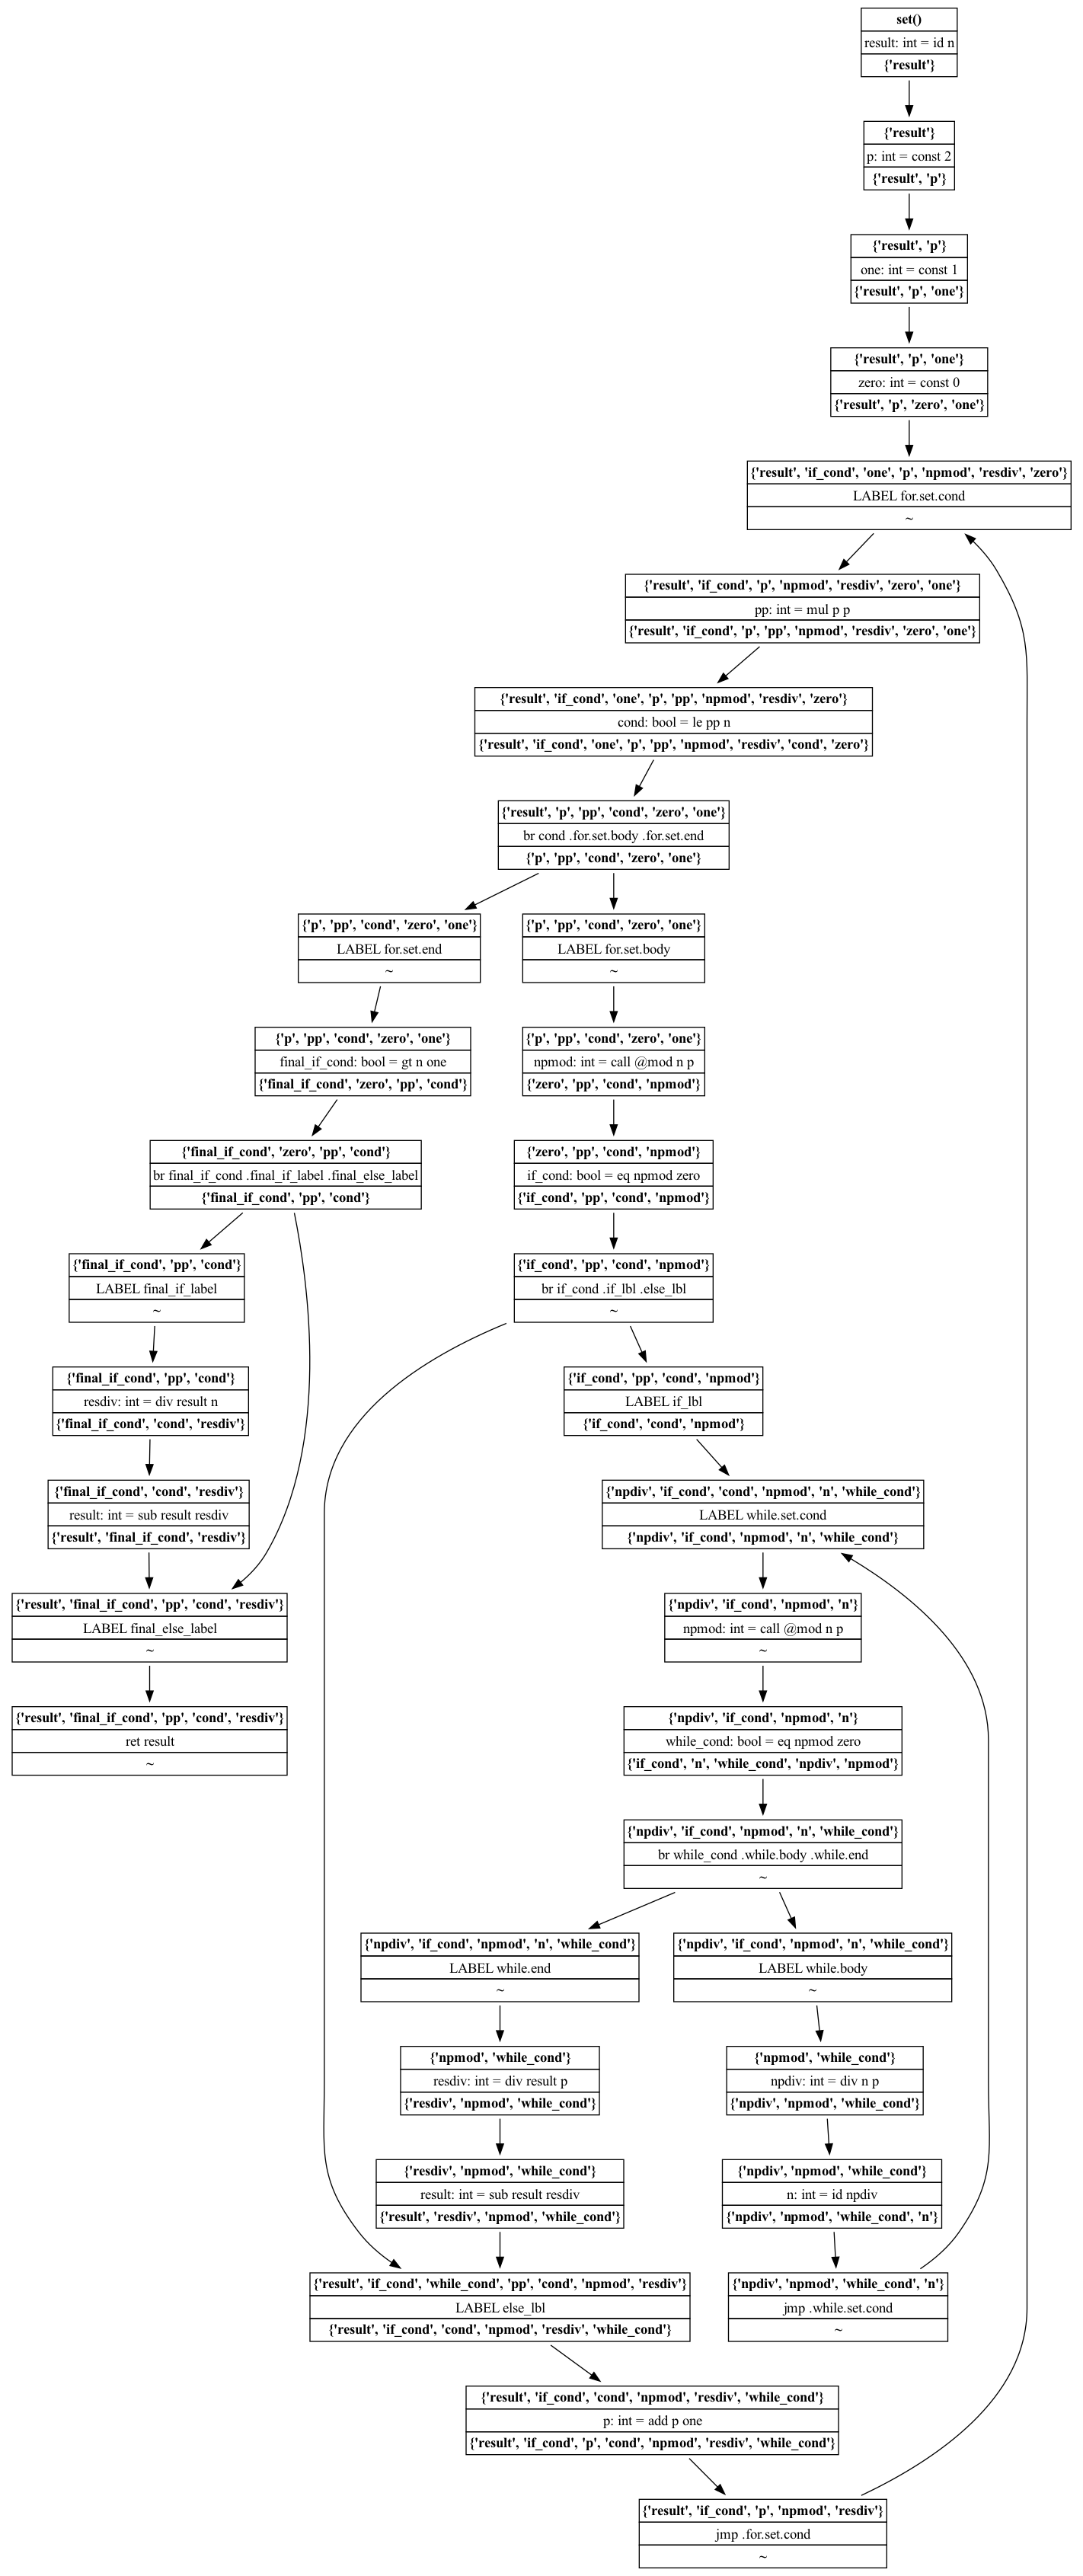 set()
result: int = id n
{'result'}
{'result'}
p: int = const 2
{'result', 'p'}
{'result', 'p'}
one: int = const 1
{'result', 'p', 'one'}
{'result', 'p', 'one'}
zero: int = const 0
{'result', 'p', 'zero', 'one'}
{'result', 'if_cond', 'one', 'p', 'npmod', 'resdiv', 'zero'}
LABEL for.set.cond
~
{'result', 'if_cond', 'p', 'npmod', 'resdiv', 'zero', 'one'}
pp: int = mul p p
{'result', 'if_cond', 'p', 'pp', 'npmod', 'resdiv', 'zero', 'one'}
{'result', 'if_cond', 'one', 'p', 'pp', 'npmod', 'resdiv', 'zero'}
cond: bool = le pp n
{'result', 'if_cond', 'one', 'p', 'pp', 'npmod', 'resdiv', 'cond', 'zero'}
{'result', 'p', 'pp', 'cond', 'zero', 'one'}
br cond .for.set.body .for.set.end
{'p', 'pp', 'cond', 'zero', 'one'}
{'p', 'pp', 'cond', 'zero', 'one'}
LABEL for.set.end
~
{'p', 'pp', 'cond', 'zero', 'one'}
LABEL for.set.body
~
{'p', 'pp', 'cond', 'zero', 'one'}
final_if_cond: bool = gt n one
{'final_if_cond', 'zero', 'pp', 'cond'}
{'p', 'pp', 'cond', 'zero', 'one'}
npmod: int = call @mod n p
{'zero', 'pp', 'cond', 'npmod'}
{'final_if_cond', 'zero', 'pp', 'cond'}
br final_if_cond .final_if_label .final_else_label
{'final_if_cond', 'pp', 'cond'}
{'zero', 'pp', 'cond', 'npmod'}
if_cond: bool = eq npmod zero
{'if_cond', 'pp', 'cond', 'npmod'}
{'final_if_cond', 'pp', 'cond'}
LABEL final_if_label
~
{'if_cond', 'pp', 'cond', 'npmod'}
br if_cond .if_lbl .else_lbl
~
{'final_if_cond', 'pp', 'cond'}
resdiv: int = div result n
{'final_if_cond', 'cond', 'resdiv'}
{'if_cond', 'pp', 'cond', 'npmod'}
LABEL if_lbl
{'if_cond', 'cond', 'npmod'}
{'final_if_cond', 'cond', 'resdiv'}
result: int = sub result resdiv
{'result', 'final_if_cond', 'resdiv'}
{'npdiv', 'if_cond', 'cond', 'npmod', 'n', 'while_cond'}
LABEL while.set.cond
{'npdiv', 'if_cond', 'npmod', 'n', 'while_cond'}
{'result', 'final_if_cond', 'pp', 'cond', 'resdiv'}
LABEL final_else_label
~
{'npdiv', 'if_cond', 'npmod', 'n'}
npmod: int = call @mod n p
~
{'result', 'final_if_cond', 'pp', 'cond', 'resdiv'}
ret result
~
{'npdiv', 'if_cond', 'npmod', 'n'}
while_cond: bool = eq npmod zero
{'if_cond', 'n', 'while_cond', 'npdiv', 'npmod'}
{'npdiv', 'if_cond', 'npmod', 'n', 'while_cond'}
br while_cond .while.body .while.end
~
{'npdiv', 'if_cond', 'npmod', 'n', 'while_cond'}
LABEL while.end
~
{'npdiv', 'if_cond', 'npmod', 'n', 'while_cond'}
LABEL while.body
~
{'npmod', 'while_cond'}
resdiv: int = div result p
{'resdiv', 'npmod', 'while_cond'}
{'npmod', 'while_cond'}
npdiv: int = div n p
{'npdiv', 'npmod', 'while_cond'}
{'resdiv', 'npmod', 'while_cond'}
result: int = sub result resdiv
{'result', 'resdiv', 'npmod', 'while_cond'}
{'npdiv', 'npmod', 'while_cond'}
n: int = id npdiv
{'npdiv', 'npmod', 'while_cond', 'n'}
{'result', 'if_cond', 'while_cond', 'pp', 'cond', 'npmod', 'resdiv'}
LABEL else_lbl
{'result', 'if_cond', 'cond', 'npmod', 'resdiv', 'while_cond'}
{'npdiv', 'npmod', 'while_cond', 'n'}
jmp .while.set.cond
~
{'result', 'if_cond', 'cond', 'npmod', 'resdiv', 'while_cond'}
p: int = add p one
{'result', 'if_cond', 'p', 'cond', 'npmod', 'resdiv', 'while_cond'}
{'result', 'if_cond', 'p', 'npmod', 'resdiv'}
jmp .for.set.cond
~